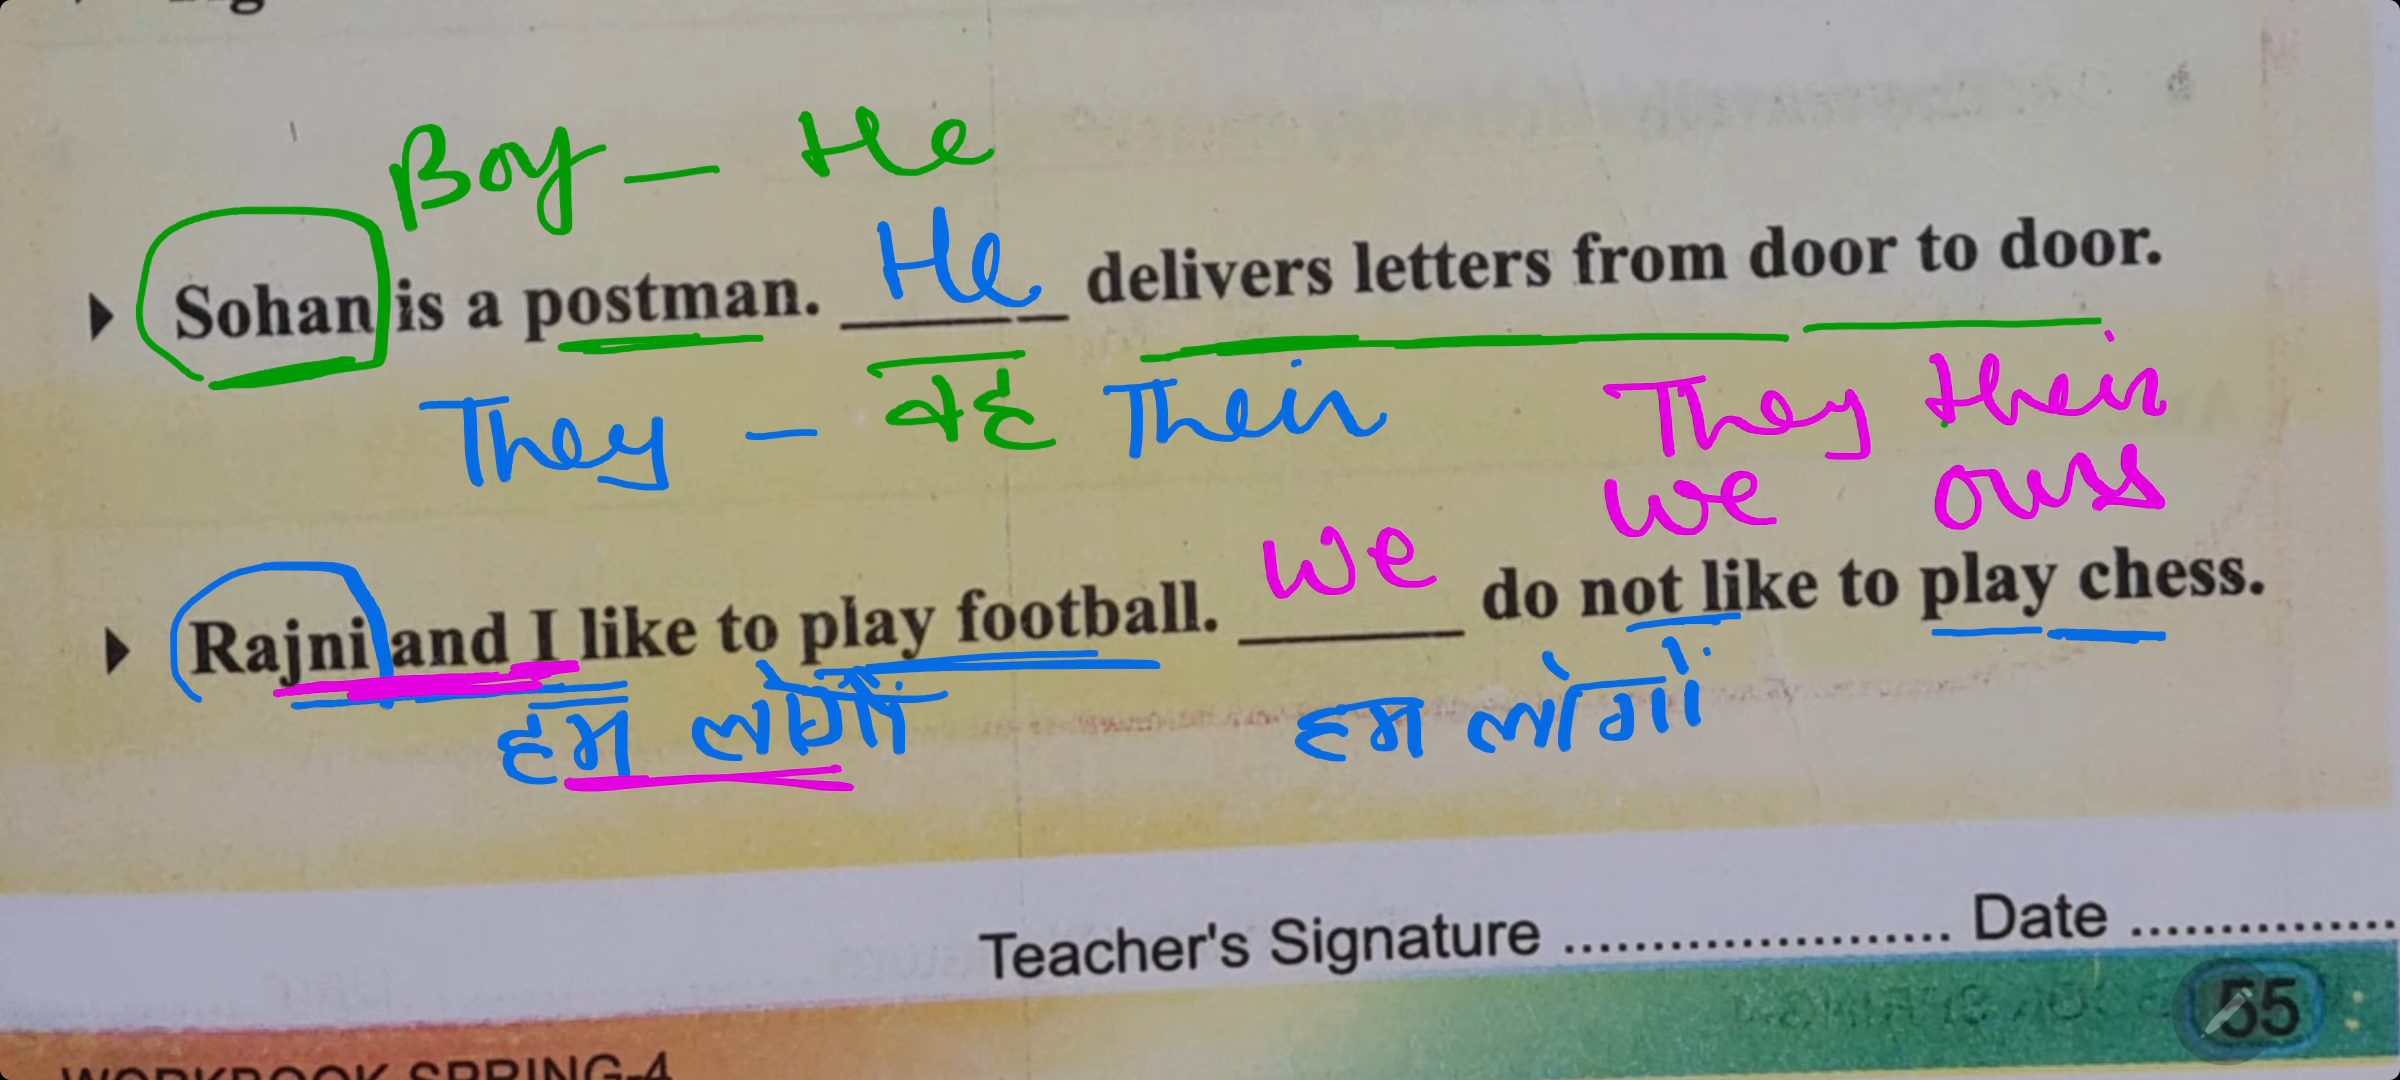 Boy – He
Sohan is a postman. He delivers letters from door to door.
They – वह Their They their
we ours
Rajni and I like to play football. We do not like to play chess.
हम लोगों हम लोगों
Teacher's Signature ........................ Date ................
55
WORKBOOK SPRING-4